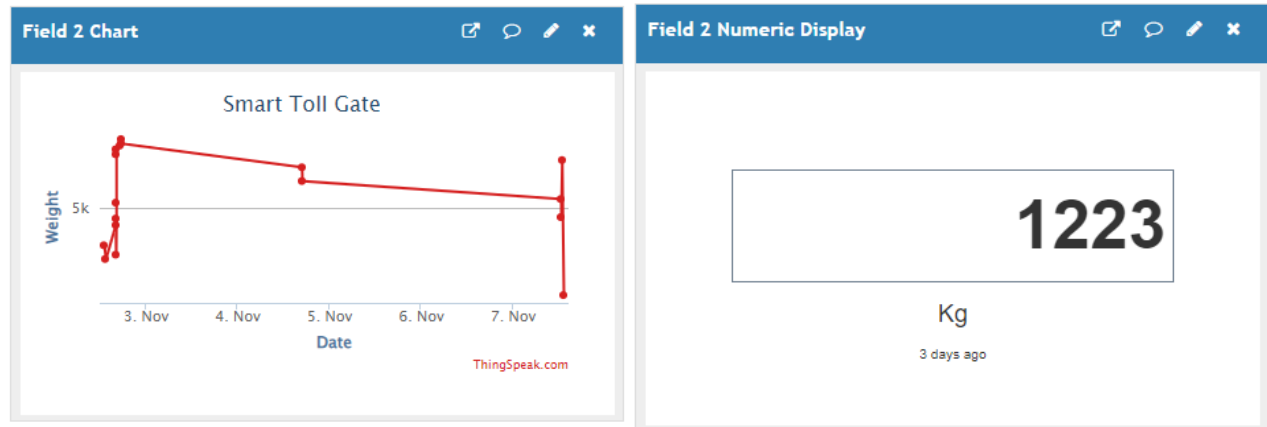 Field 2 Chart
Smart Toll Gate
Weight
5k
3. Nov 4. Nov 5. Nov 6. Nov 7. Nov
Date
ThingSpeak.com
Field 2 Numeric Display
1223
Kg
3 days ago